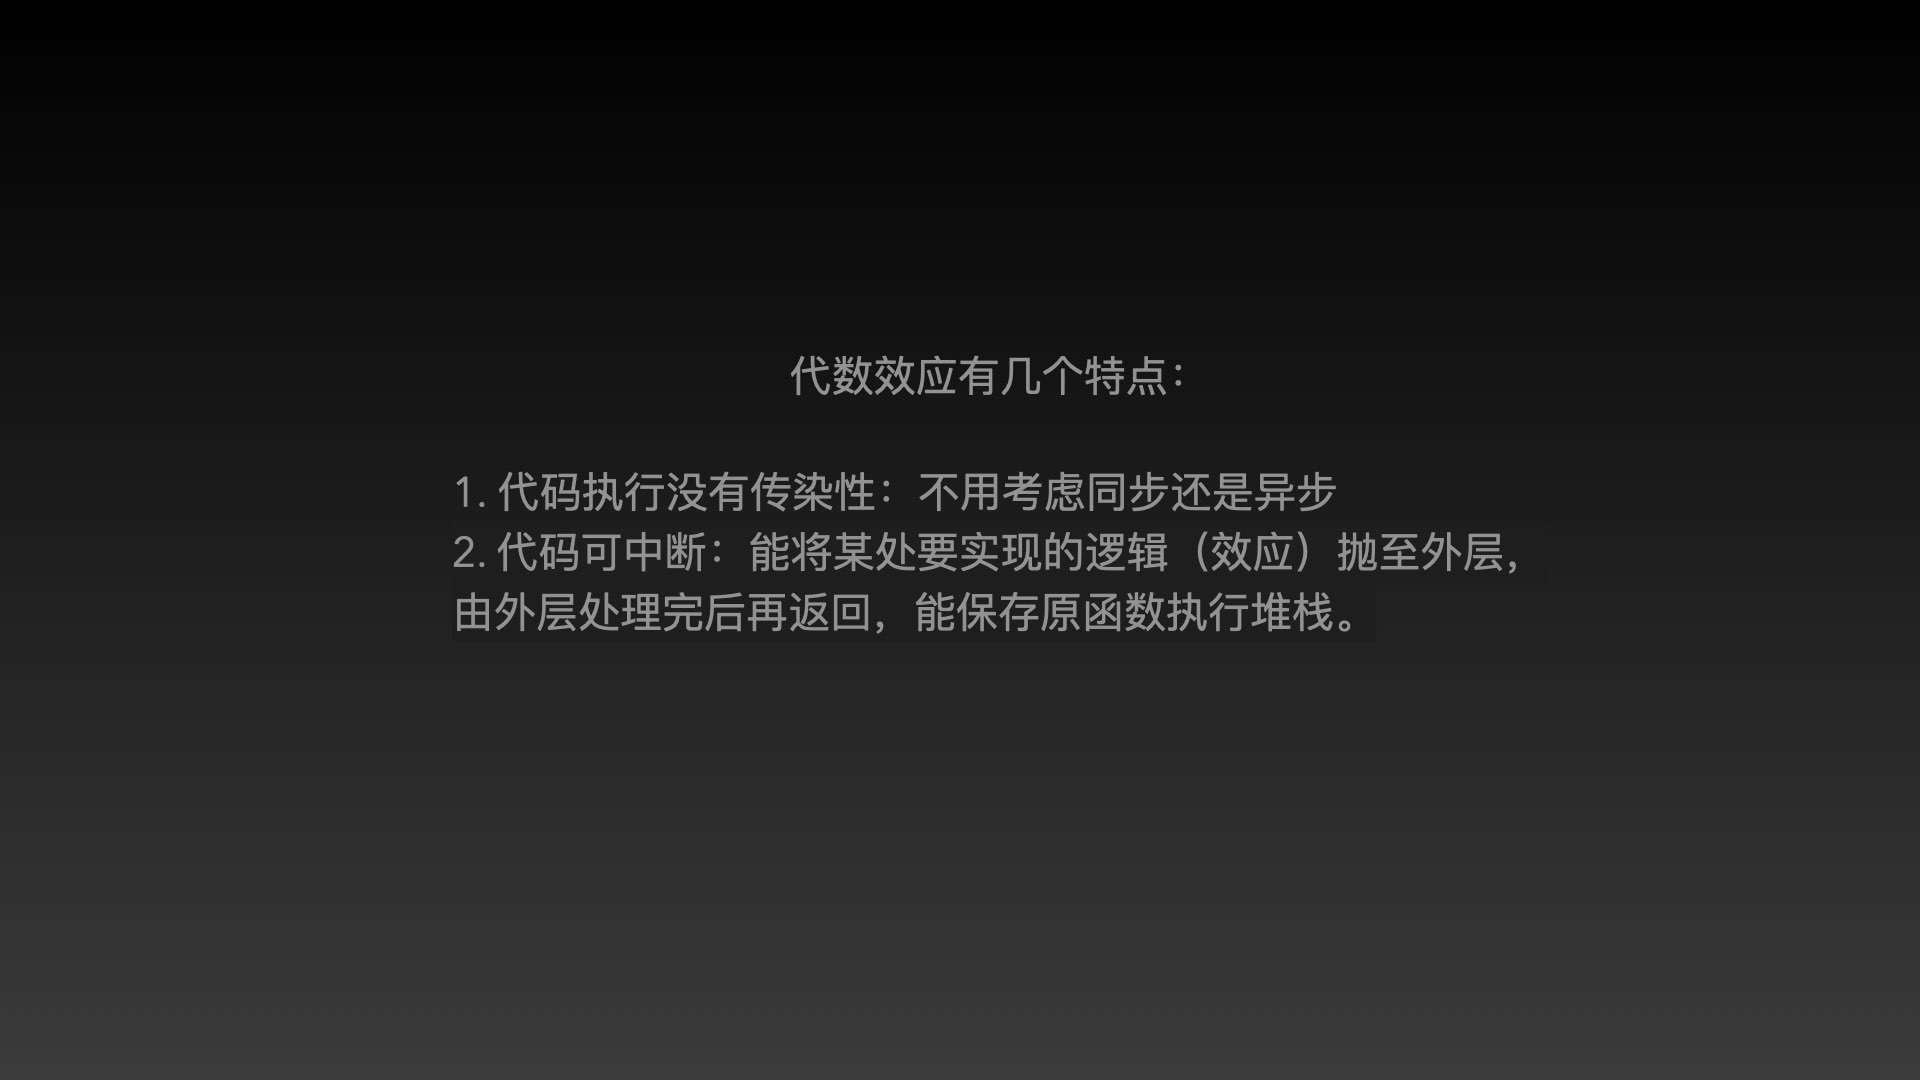 代数效应有几个特点：
1. 代码执行没有传染性：不用考虑同步还是异步
2. 代码可中断：能将某处要实现的逻辑（效应）抛至外层，
由外层处理完后再返回，能保存原函数执行堆栈。